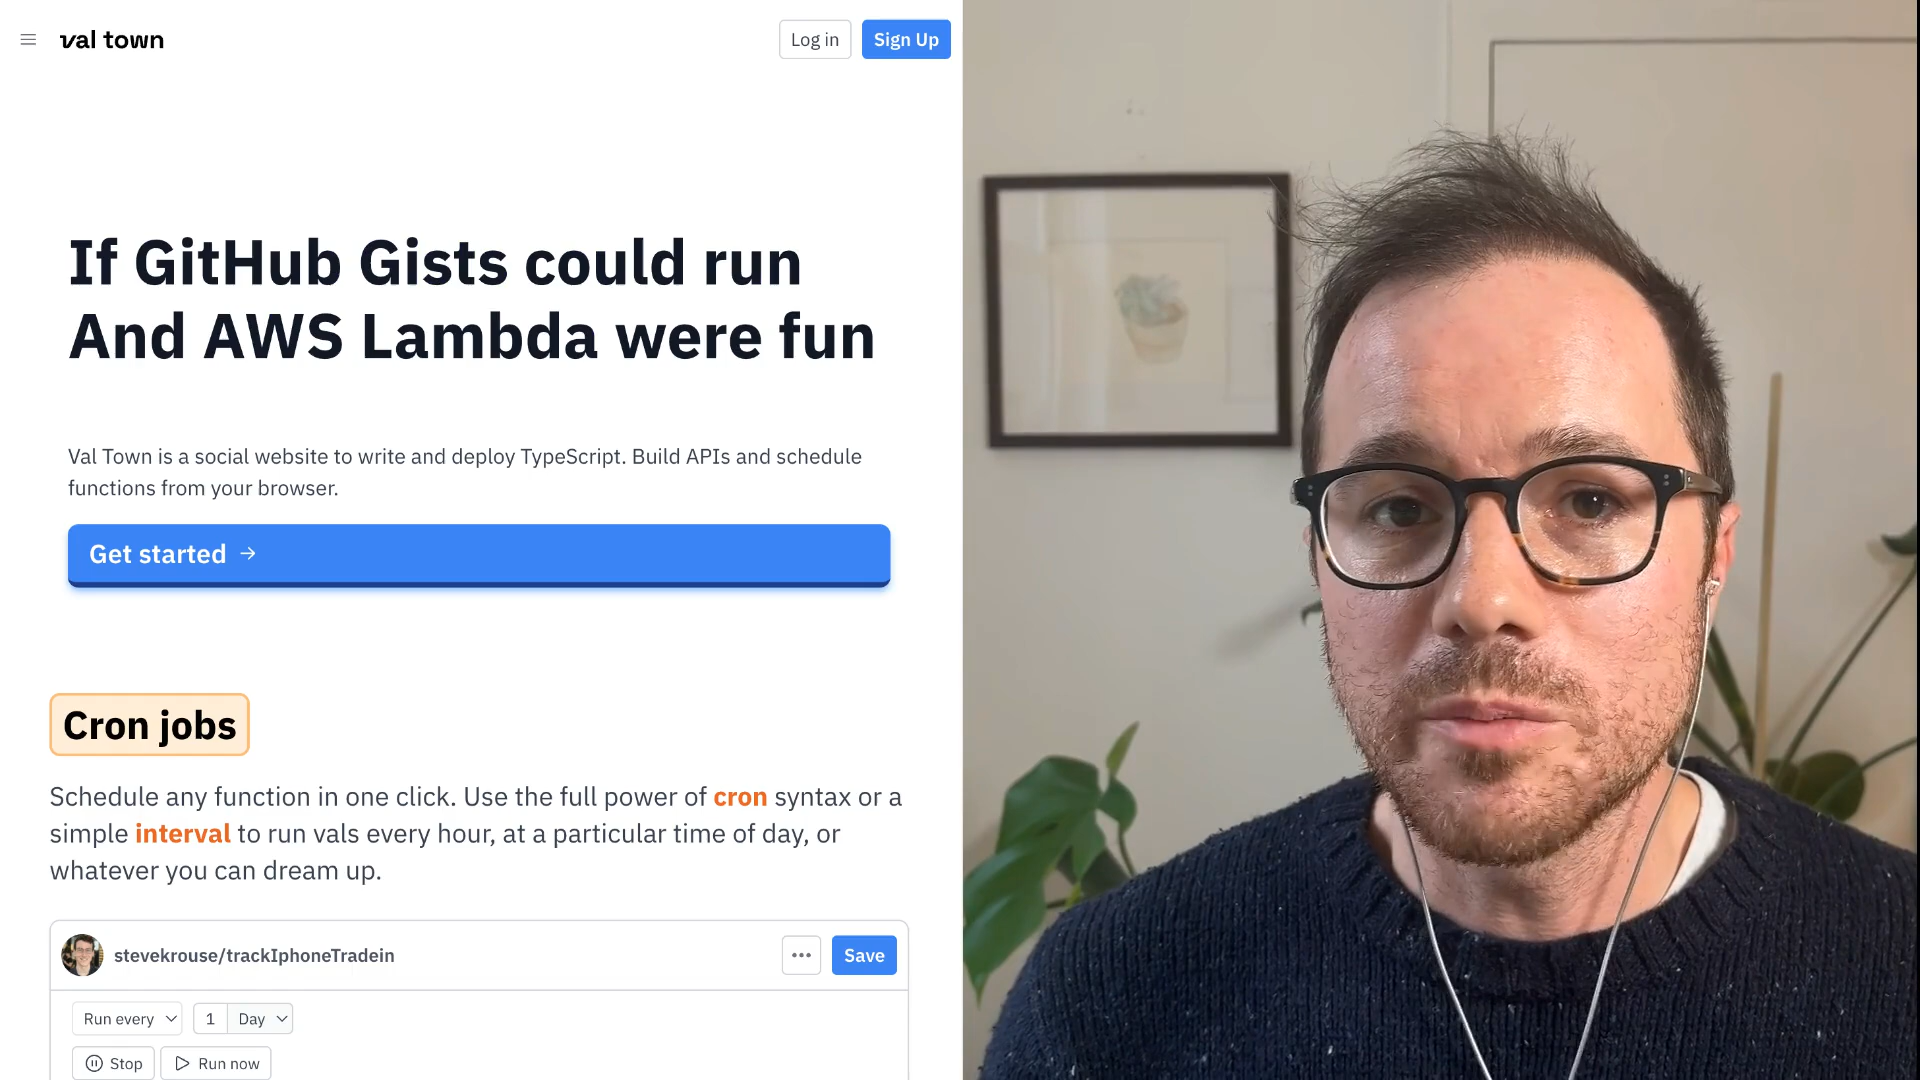 val town
Log in
Sign Up
If GitHub Gists could run
And AWS Lambda were fun
Val Town is a social website to write and deploy TypeScript. Build APIs and schedule
functions from your browser.
Get started →
Cron jobs
Schedule any function in one click. Use the full power of cron syntax or a
simple interval to run vals every hour, at a particular time of day, or
whatever you can dream up.
stevekrouse/trackIphoneTradein
Save
Run every
1
Day
Stop
Run now